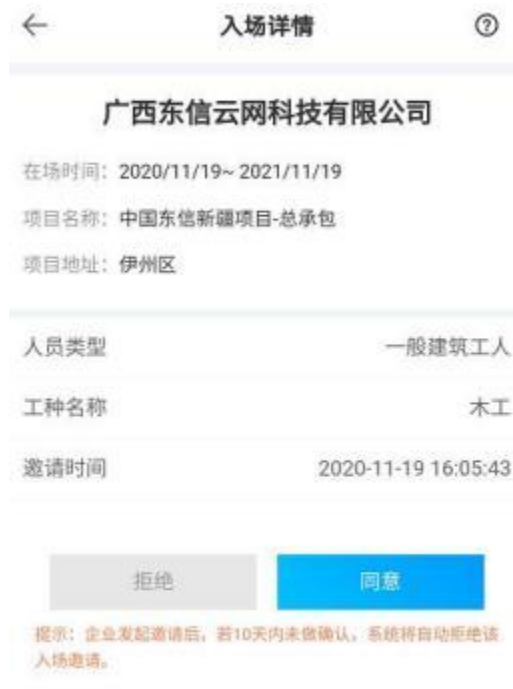 入场详情
广西东信云网科技有限公司
在场时间：2020/11/19~2021/11/19
项目名称：中国东信新疆项目-总承包
项目地址：伊州区
人员类型 一般建筑工人
工种名称 木工
邀请时间 2020-11-19 16:05:43
拒绝 同意
提示：企业发起邀请后，若10天内未做确认，系统将自动拒绝该
入场邀请。